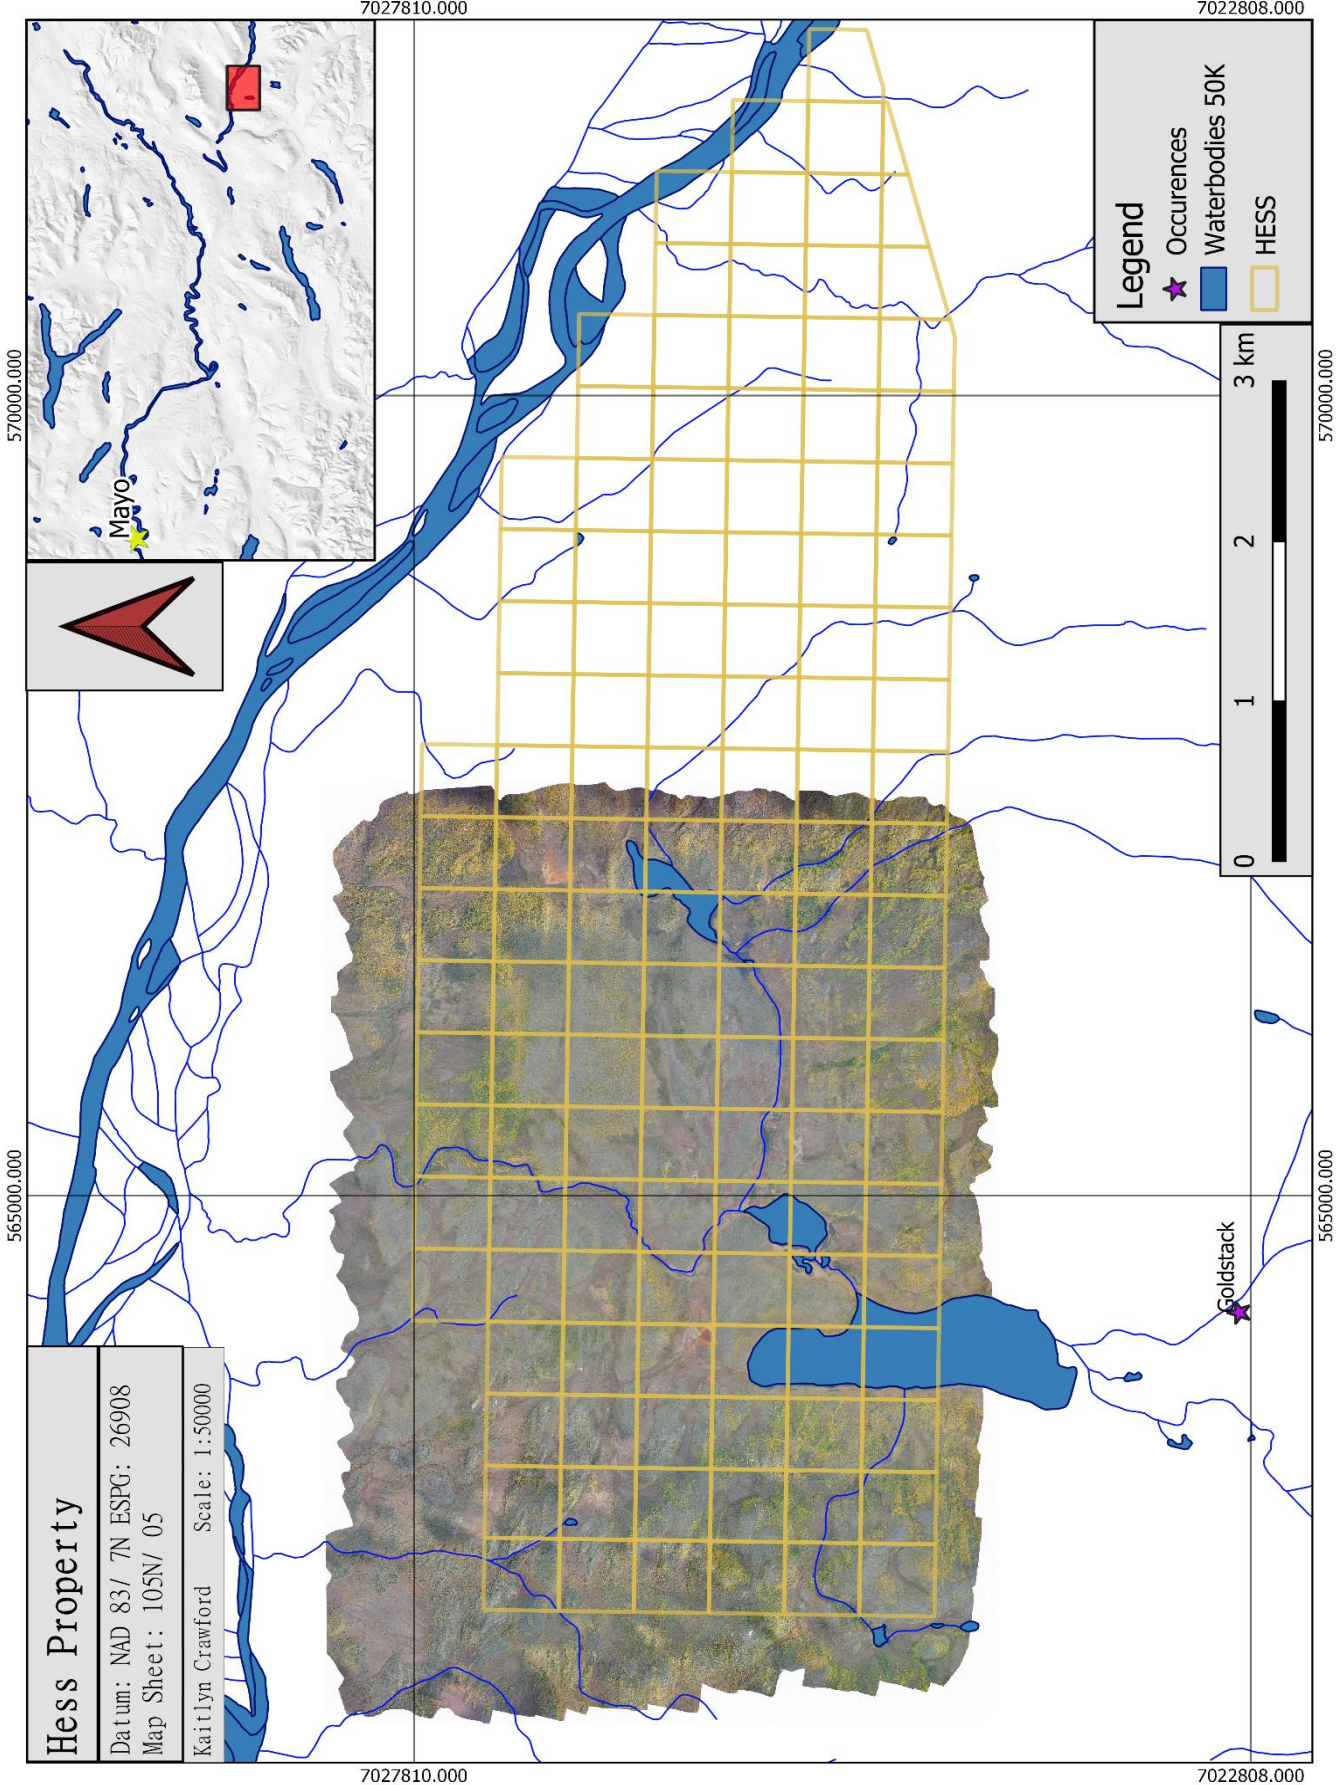 7027810.000
7022808.000
570000.000
570000.000
565000.000
565000.000
7027810.000
7022808.000
Mayo
Goldstack
Hess Property
Datum: NAD 83/ 7N ESPG: 26908
Map Sheet: 105N/ 05
Kaitlyn Crawford Scale: 1:50000
Legend
Occurences
Waterbodies 50K
HESS
0 1 2 3 km